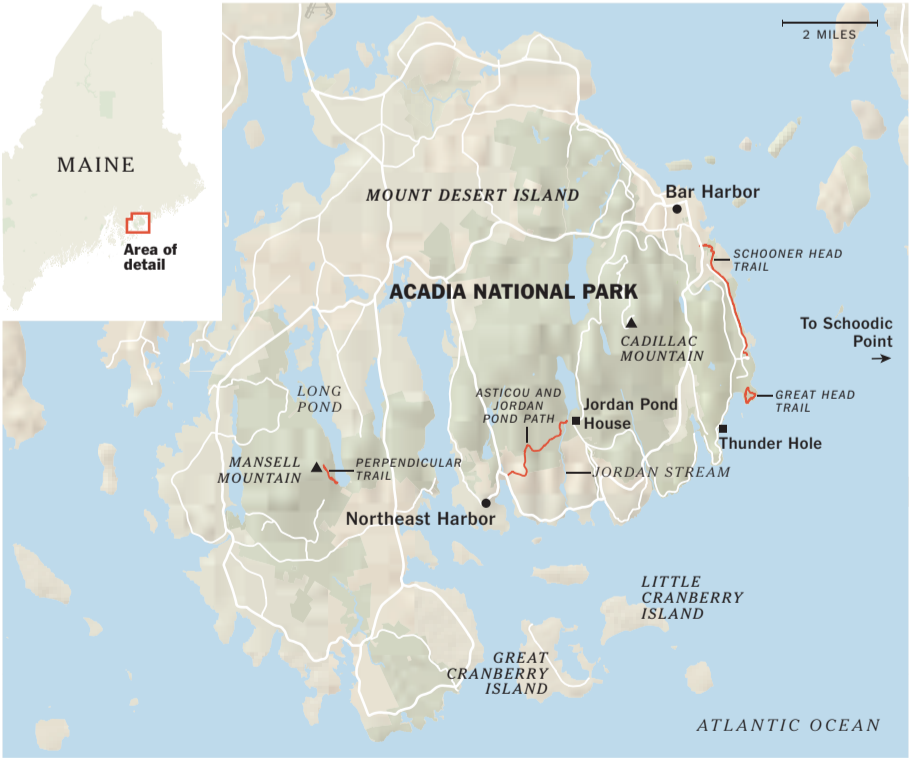 MAINE
Area of
detail
2 MILES
MOUNT DESERT ISLAND
Bar Harbor
SCHOONER HEAD
TRAIL
ACADIA NATIONAL PARK
To Schoodic
Point
CADILLAC
MOUNTAIN
LONG
POND
ASTICOU AND
JORDAN
POND PATH
Jordan Pond
House
GREAT HEAD
TRAIL
Thunder Hole
MANSELL
MOUNTAIN
PERPENDICULAR
TRAIL
JORDAN STREAM
Northeast Harbor
LITTLE
CRANBERRY
ISLAND
GREAT
CRANBERRY
ISLAND
ATLANTIC OCEAN